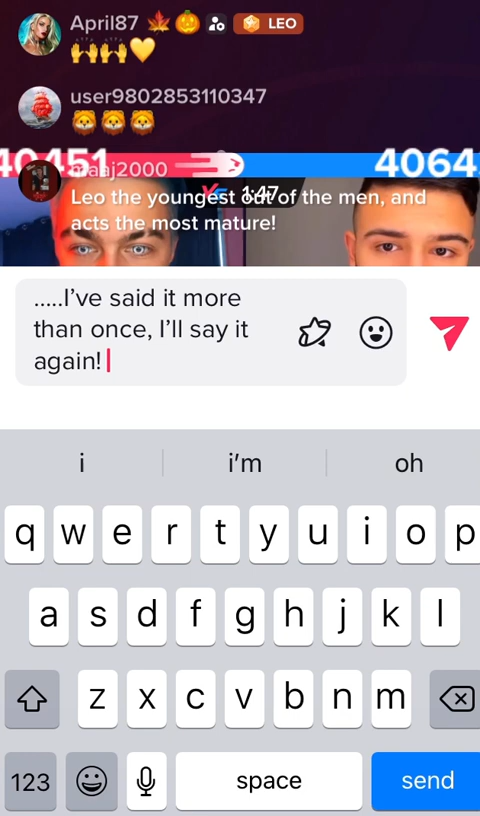 April87 🍁🎃 LEO
🙌🙌💛
user9802853110347
🦁🦁🦁
40451 4064
1:47
Leo the youngest out of the men, and
acts the most mature!
.....I’ve said it more
than once, I’ll say it
again!
i i’m oh
q w e r t y u i o p
a s d f g h j k l
z x c v b n m
123 space send